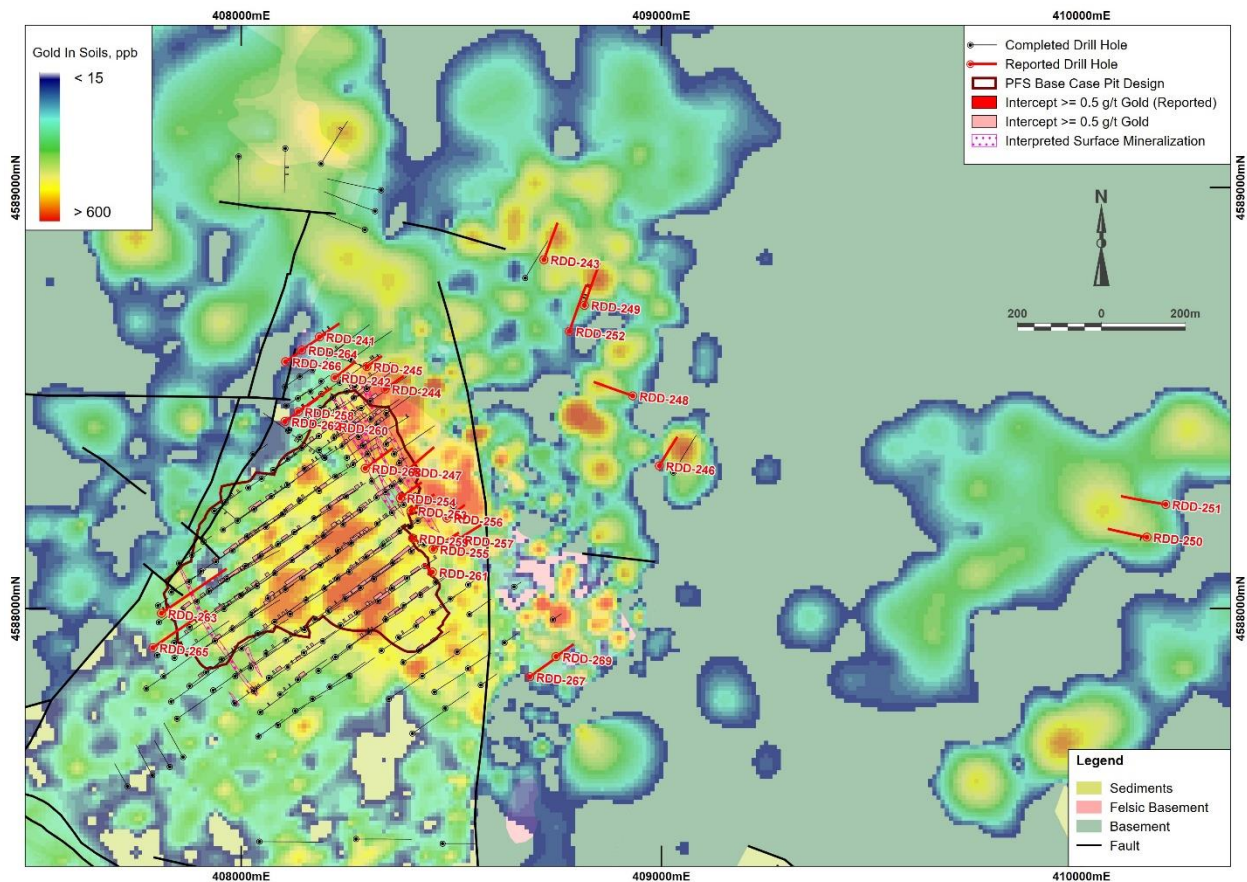 408000mE
409000mE
410000mE
Gold In Soils, ppb
< 15
> 600
Completed Drill Hole
Reported Drill Hole
PFS Base Case Pit Design
Intercept >= 0.5 g/t Gold (Reported)
Intercept >= 0.5 g/t Gold
Interpreted Surface Mineralization
4589000mN
4589000mN
N
200
0
200m
RDD-243
RDD-249
RDD-252
RDD-241
RDD-264
RDD-266
RDD-245
RDD-242
RDD-244
RDD-248
RDD-262
RDD-260
RDD-246
RDD-247
RDD-254
RDD-251
RDD-256
RDD-250
RDD-257
RDD-255
RDD-261
4588000mN
4588000mN
RDD-263
RDD-265
RDD-269
RDD-267
Legend
Sediments
Felsic Basement
Basement
Fault
408000mE
409000mE
410000mE